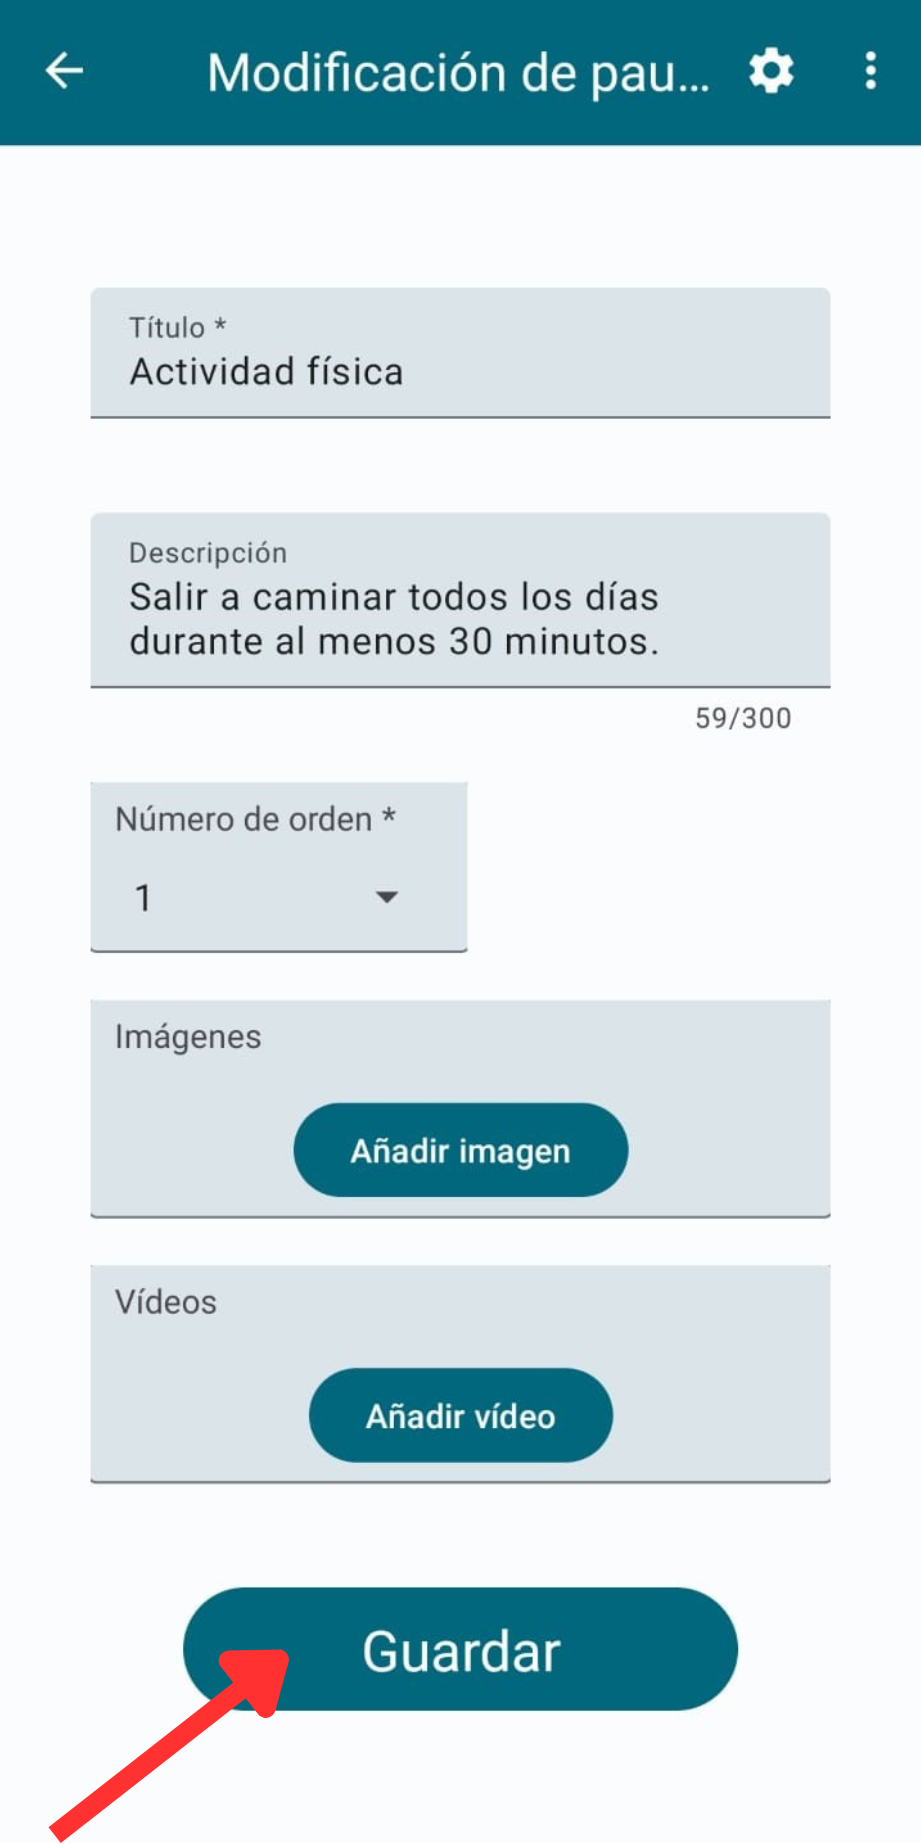 Modificación de pau...
Título *
Actividad física
Descripción
Salir a caminar todos los días
durante al menos 30 minutos.
59/300
Número de orden *
1
Imágenes
Añadir imagen
Vídeos
Añadir vídeo
Guardar